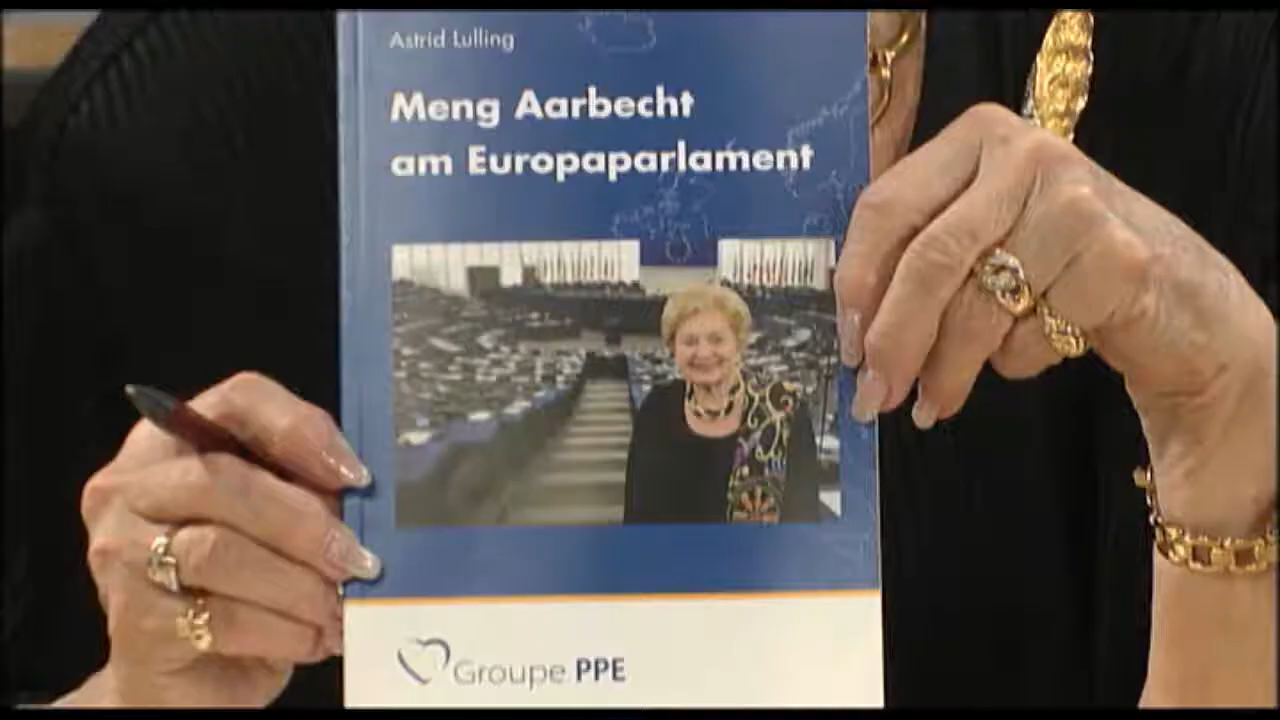 Astrid Lulling
Meng Aarbecht
am Europaparlament
Groupe PPE